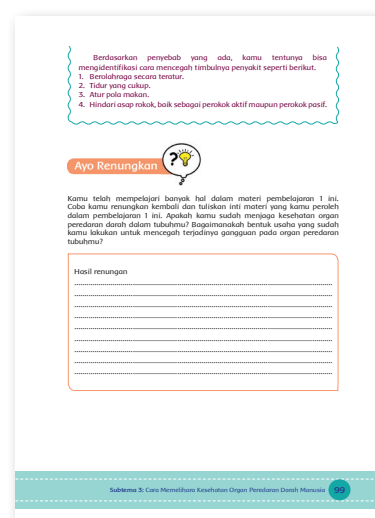 Berdasarkan penyebab yang ada, kamu tentunya bisa
mengidentifikasi cara mencegah timbulnya penyakit seperti berikut.
1. Berolahraga secara teratur.
2. Tidur yang cukup.
3. Atur pola makan.
4. Hindari asap rokok, baik sebagai perokok aktif maupun perokok pasif.
Ayo Renungkan
?
Kamu telah mempelajari banyak hal dalam materi pembelajaran 1 ini.
Coba kamu renungkan kembali dan tuliskan inti materi yang kamu peroleh
dalam pembelajaran 1 ini. Apakah kamu sudah menjaga kesehatan organ
peredaran darah dalam tubuhmu? Bagaimanakah bentuk usaha yang sudah
kamu lakukan untuk mencegah terjadinya gangguan pada organ peredaran
tubuhmu?
Hasil renungan
Subtema 3: Cara Memelihara Kesehatan Organ Peredaran Darah Manusia 99